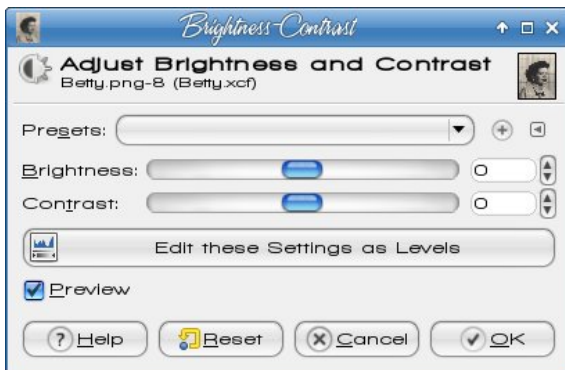 Brightness-Contrast
Adjust Brightness and Contrast
Betty.png-8 (Betty.xcf)
Presets:
Brightness: 0
Contrast: 0
Edit these Settings as Levels
Preview
Help Reset Cancel OK